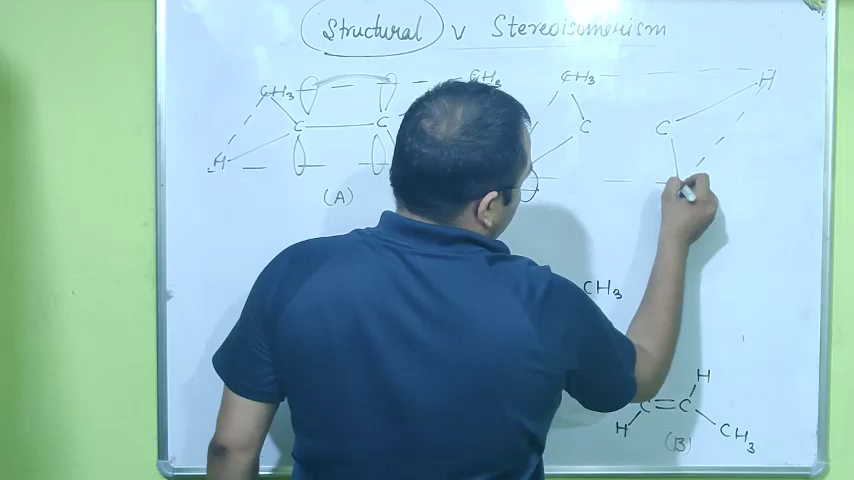 Structural v Stereoisomerism
CH3 CH3 CH3 H
C C C C
H
(A)
CH3
H
C=C
H CH3
(B)